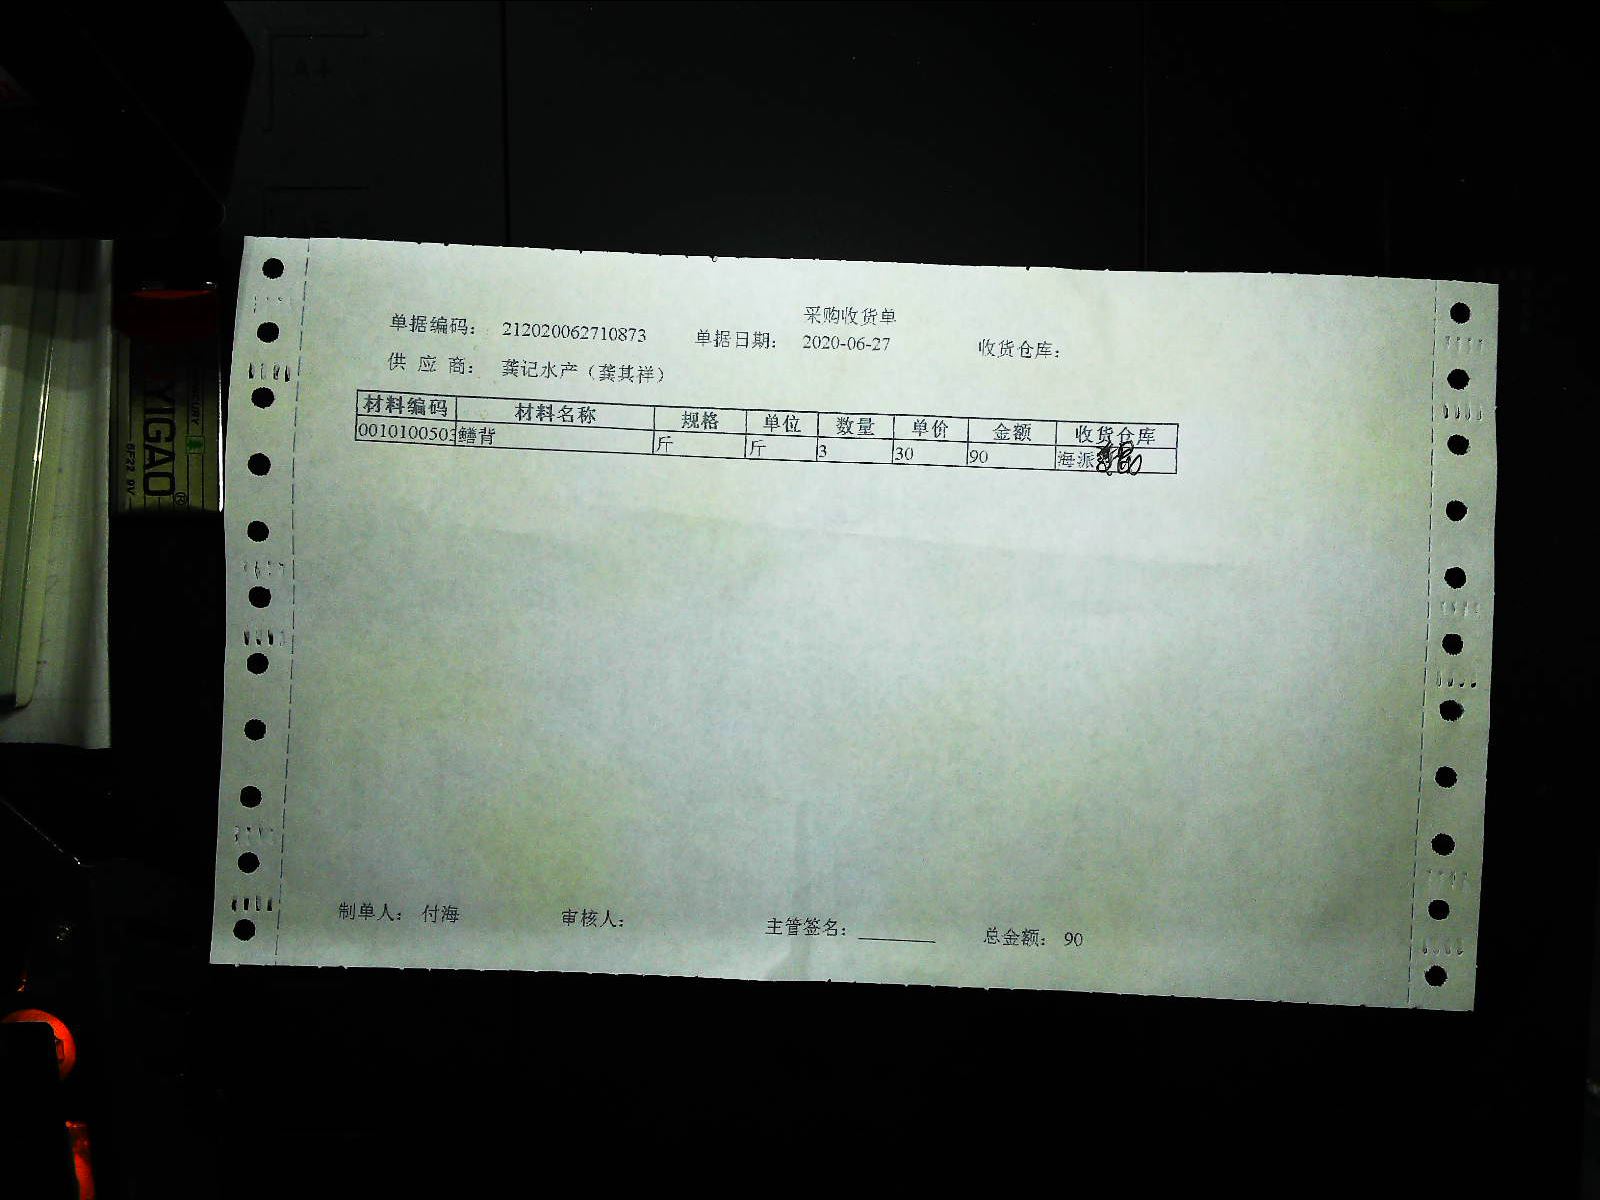 采购收货单
单据编码： 212020062710873 单据日期： 2020-06-27 收货仓库：
供 应 商： 龚记水产（龚其祥）
材料编码 材料名称 规格 单位 数量 单价 金额 收货仓库
0010100503 鳝背 斤 斤 3 30 90 海派
制单人： 付海 审核人： 主管签名： 总金额： 90
YIGAO®
6F22 9V